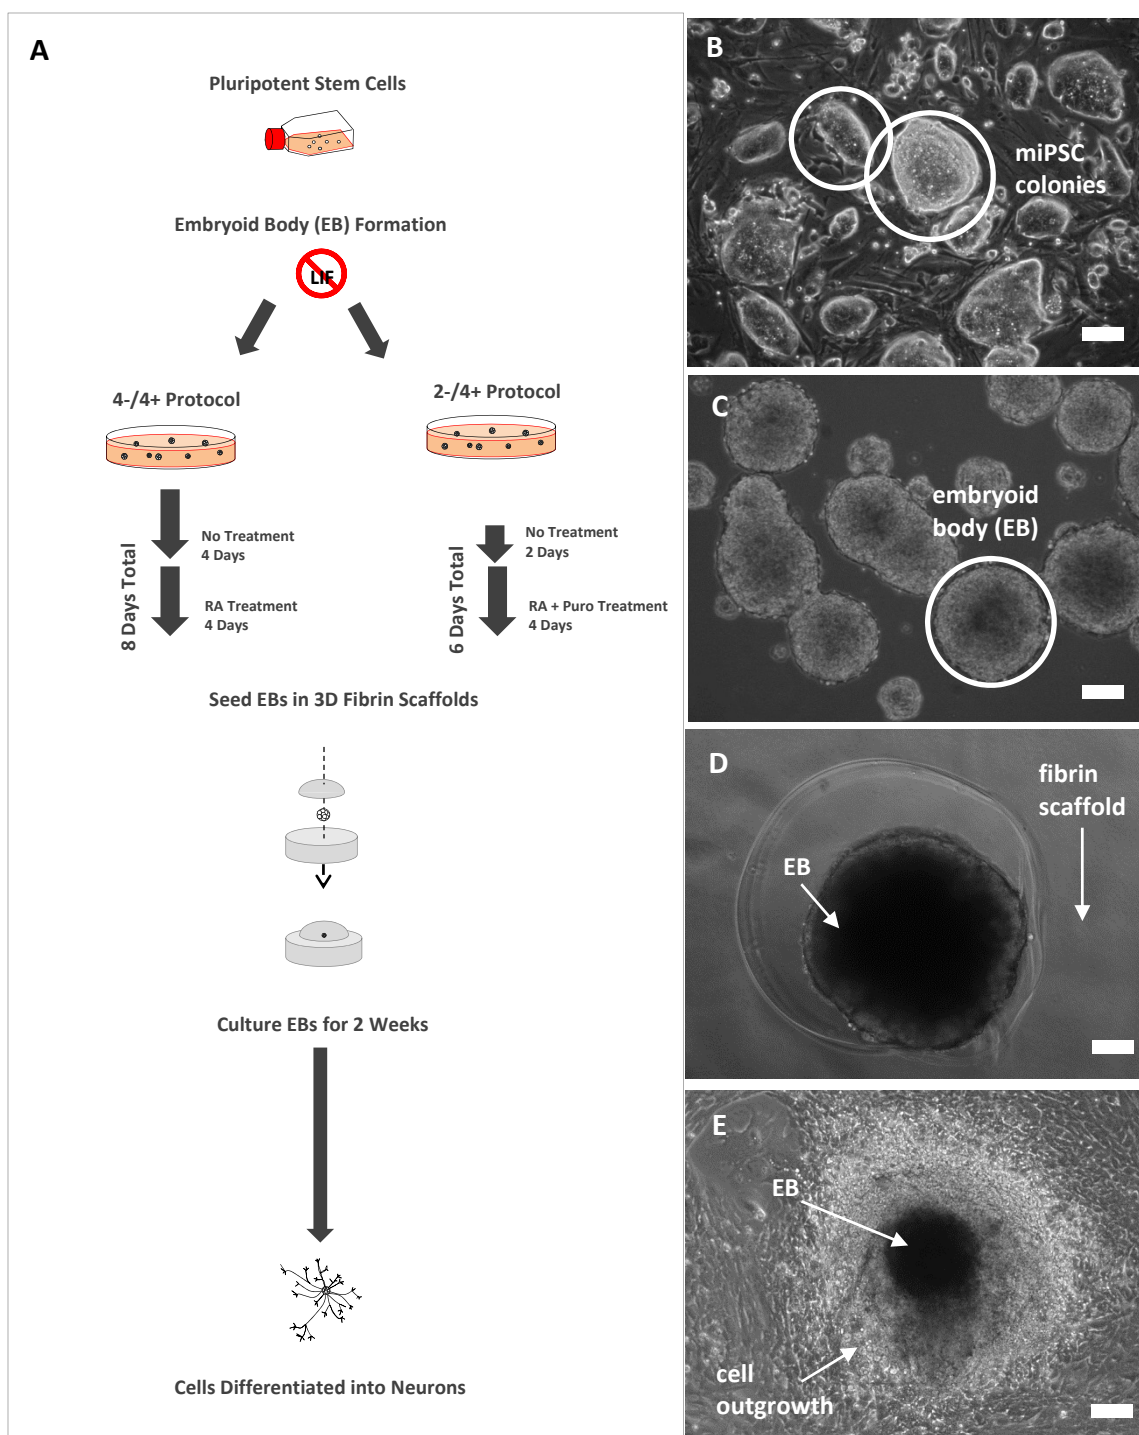 A
Pluripotent Stem Cells
Embryoid Body (EB) Formation
LIF
4-/4+ Protocol
2-/4+ Protocol
No Treatment
4 Days
RA Treatment
4 Days
8 Days Total
No Treatment
2 Days
RA + Puro Treatment
4 Days
6 Days Total
Seed EBs in 3D Fibrin Scaffolds
Culture EBs for 2 Weeks
Cells Differentiated into Neurons
B
miPSC
colonies
C
embryoid
body (EB)
D
fibrin
scaffold
EB
E
EB
cell
outgrowth